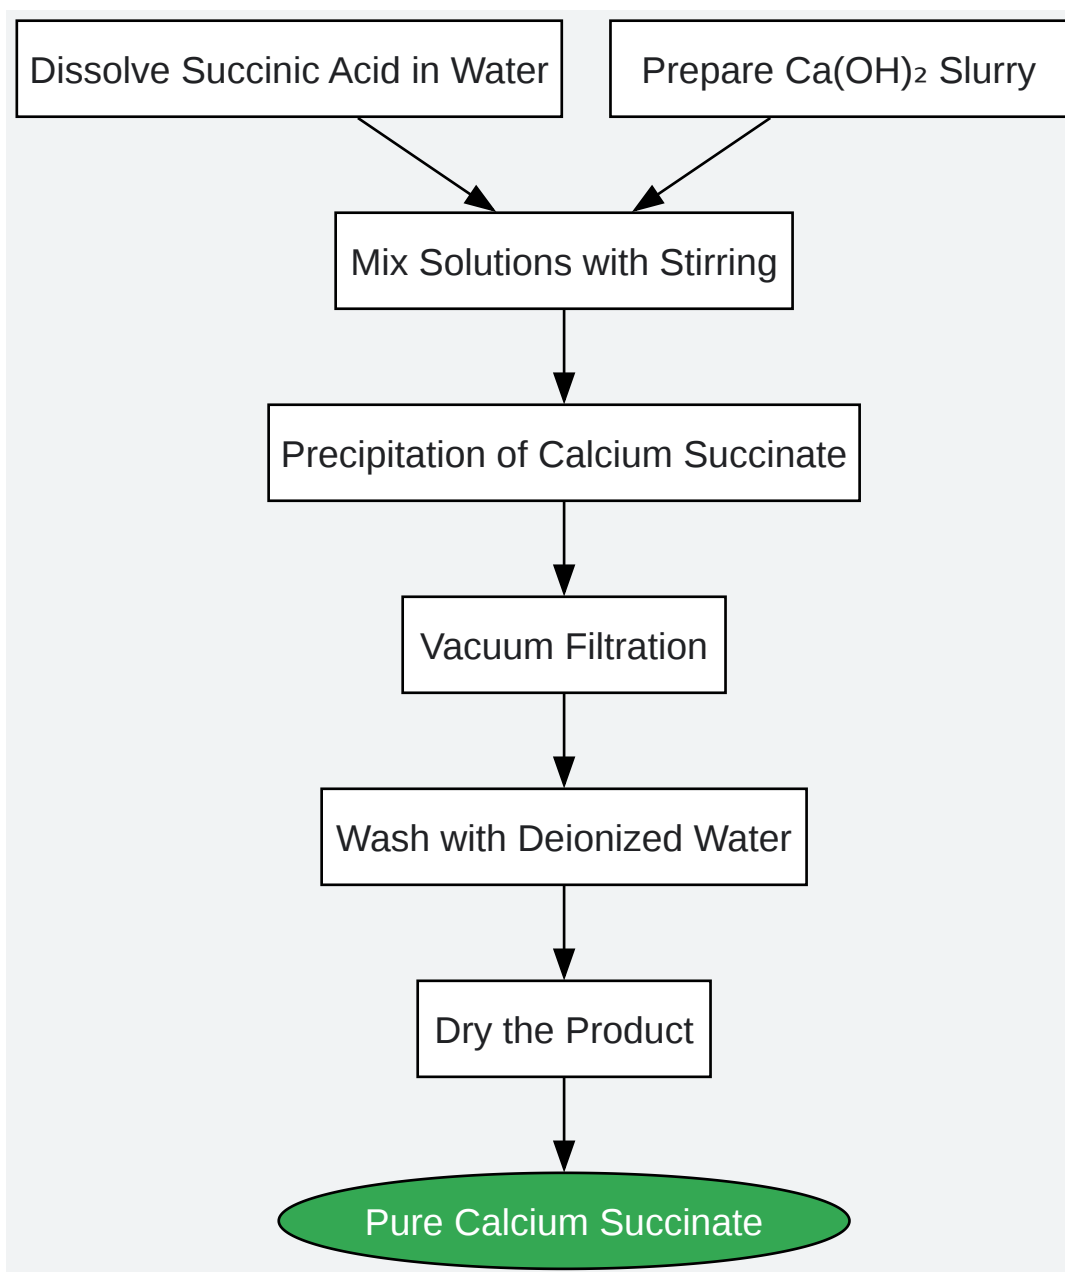 Dissolve Succinic Acid in Water
Prepare Ca(OH)₂ Slurry
Mix Solutions with Stirring
Precipitation of Calcium Succinate
Vacuum Filtration
Wash with Deionized Water
Dry the Product
Pure Calcium Succinate